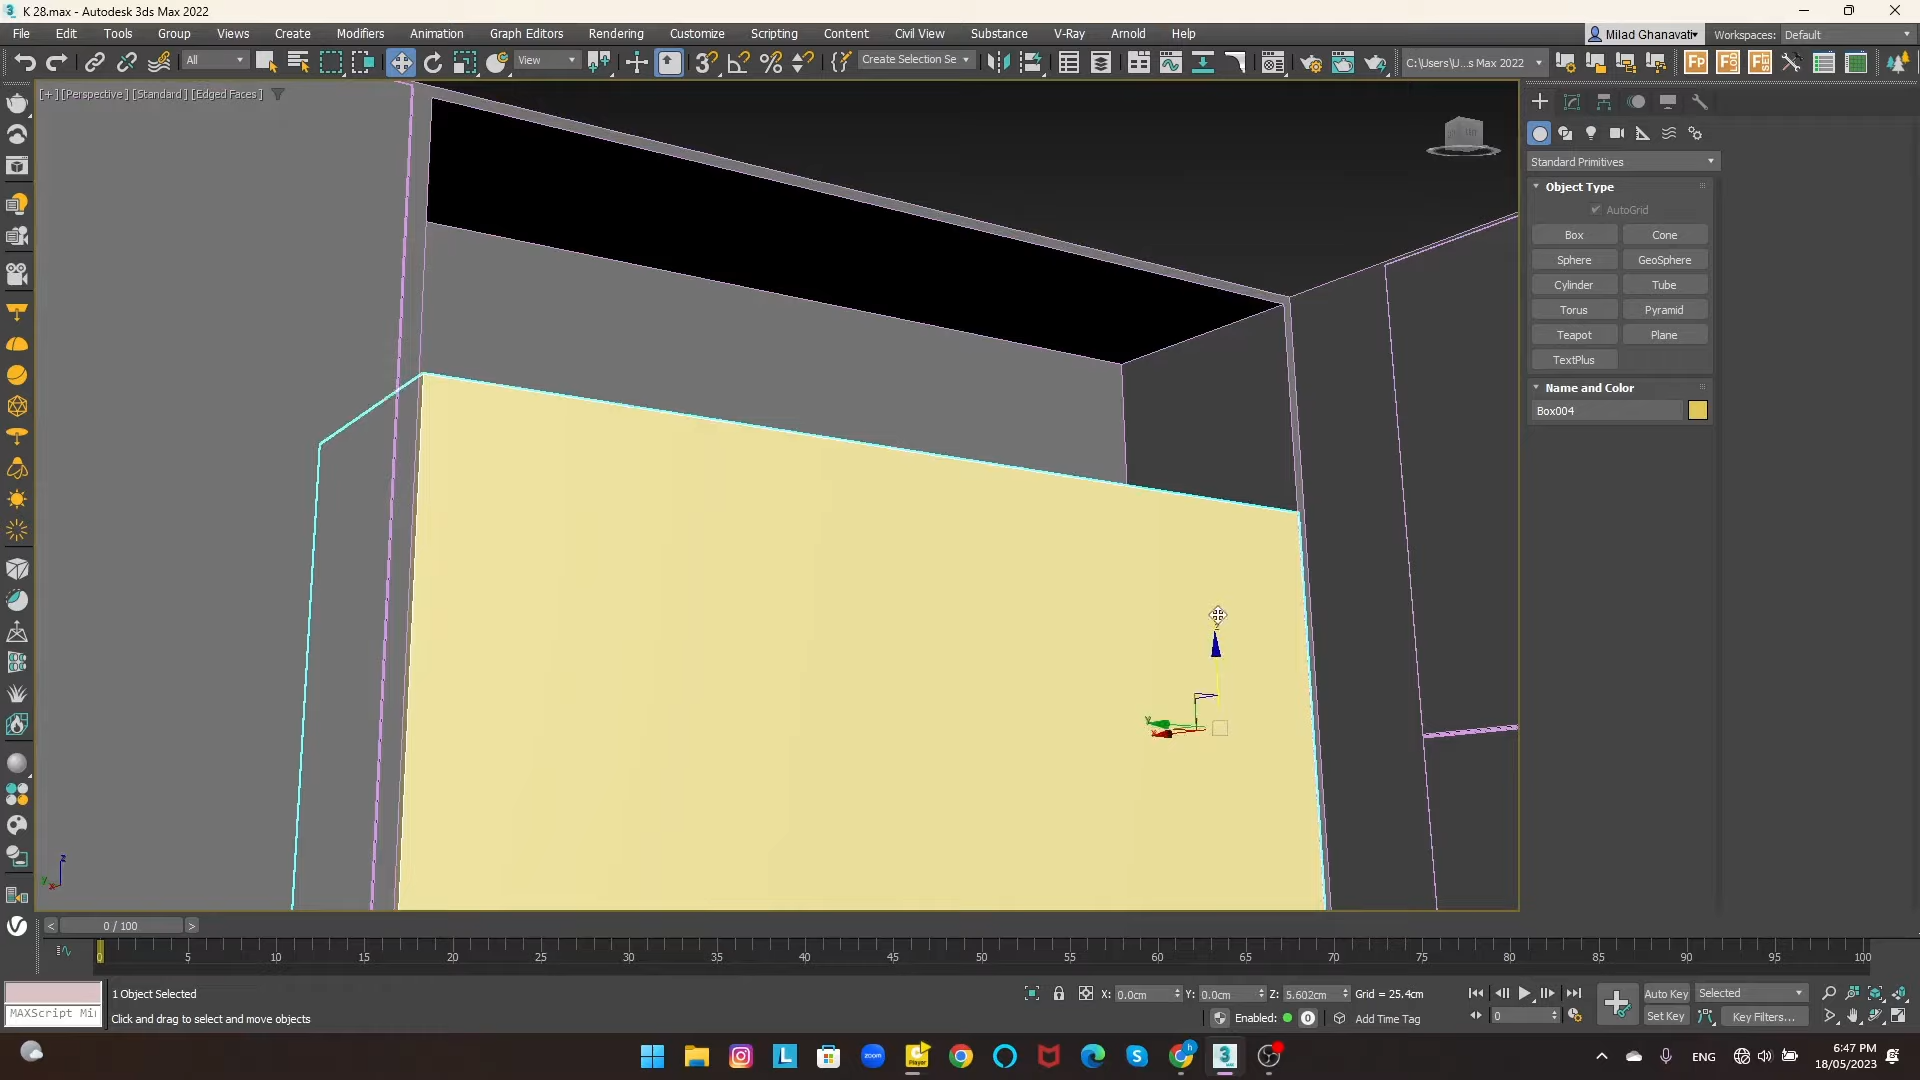 K 28.max - Autodesk 3ds Max 2022
File Edit Tools Group Views Create Modifiers Animation Graph Editors Rendering Customize Scripting Content Civil View Substance V-Ray Arnold Help
Milad Ghanavati Workspaces: Default
All View Create Selection Se C:\Users\U...s Max 2022
[+] [Perspective] [Standard] [Edged Faces]
Standard Primitives
Object Type
AutoGrid
Box Cone
Sphere GeoSphere
Cylinder Tube
Torus Pyramid
Teapot Plane
TextPlus
Name and Color
Box004
z
y
x
z
y
x
< 0 / 100 >
0 5 10 15 20 25 30 35 40 45 50 55 60 65 70 75 80 85 90 95 100
1 Object Selected X: 0.0cm Y: 0.0cm Z: 5.602cm Grid = 25.4cm Auto Key Selected
MAXScript Mi Click and drag to select and move objects Enabled: 0 Add Time Tag 0 Set Key Key Filters...
ENG 6:47 PM
18/05/2023